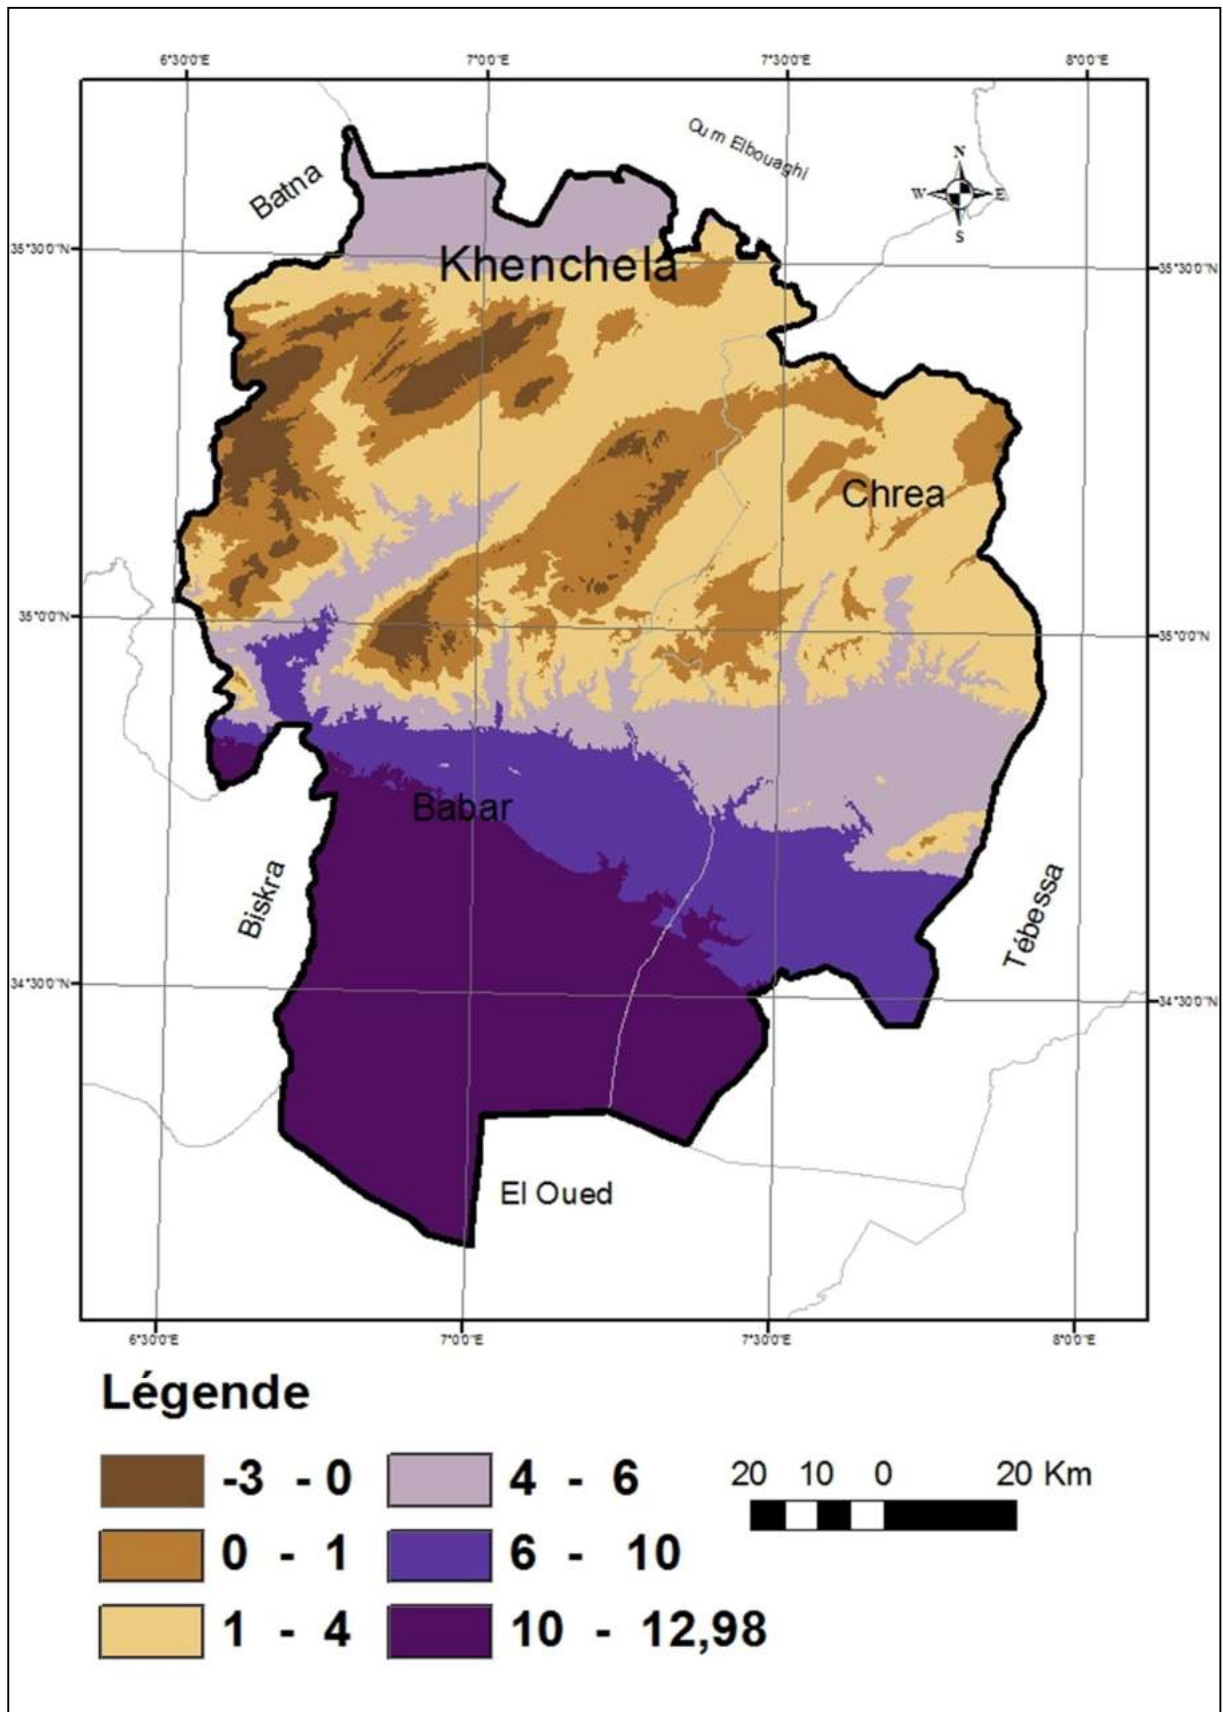 6°30'0"E 7°0'0"E 7°30'0"E 8°0'0"E
Oum Elbouaghi
N
W E
S
Batna
35°30'0"N 35°30'0"N
Khenchela
Chrea
35°0'0"N 35°0'0"N
Babar
Biskra
Tébessa
34°30'0"N 34°30'0"N
El Oued
6°30'0"E 7°0'0"E 7°30'0"E 8°0'0"E
Légende
-3 - 0 4 - 6
20 10 0 20 Km
0 - 1 6 - 10
1 - 4 10 - 12,98